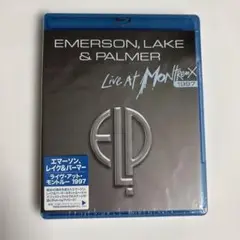 EMERSON, LAKE
& PALMER
Live at Montreux
1997
ELP
エマーソン、
レイク&パーマー
ライヴ・アット・
モントルー 1997